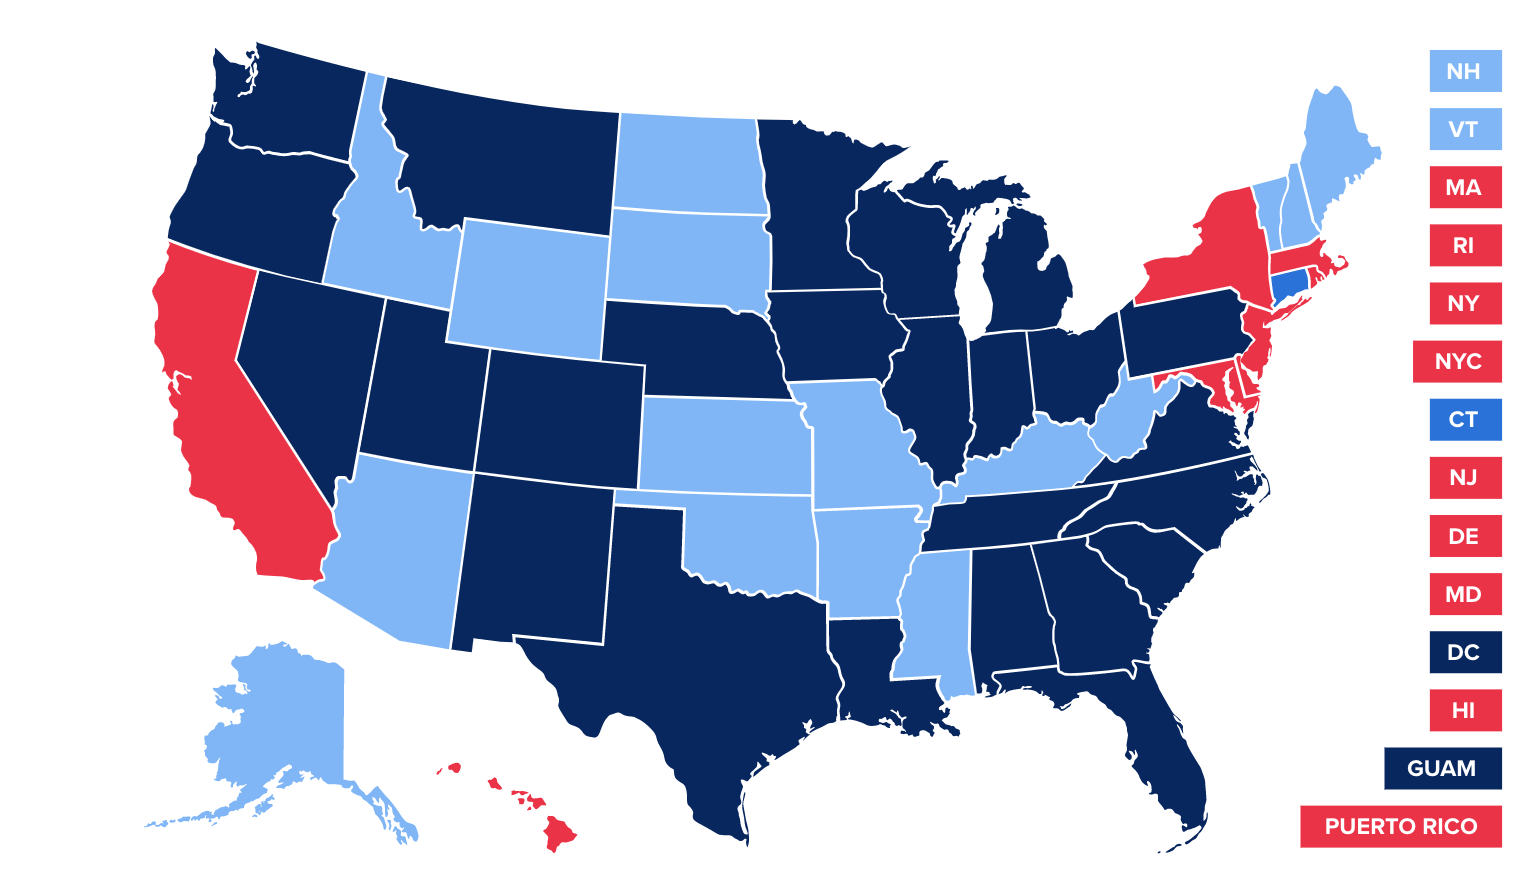 NH
VT
MA
RI
NY
NYC
CT
NJ
DE
MD
DC
HI
GUAM
PUERTO RICO